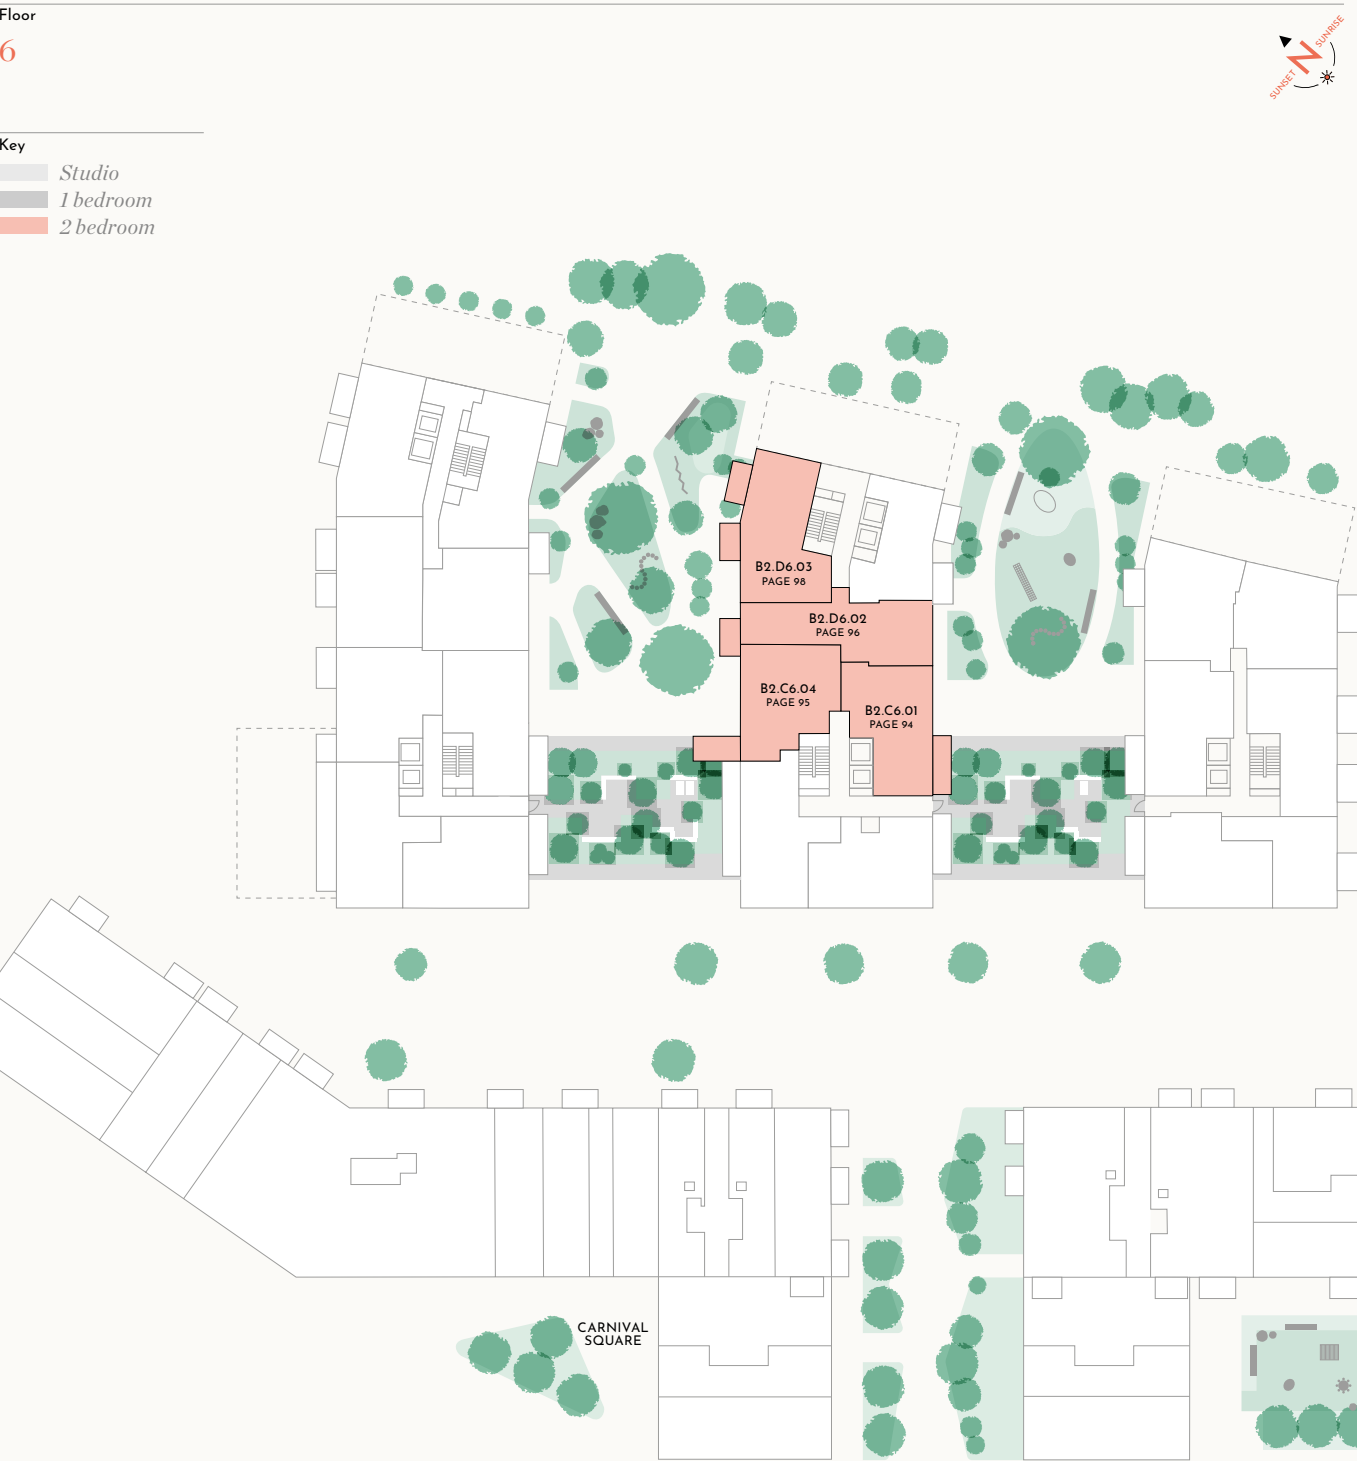 Floor
6
N
SUNRISE
SUNSET
Key
Studio
1 bedroom
2 bedroom
B2.D6.03
PAGE 98
B2.D6.02
PAGE 96
B2.C6.04
PAGE 95
B2.C6.01
PAGE 94
CARNIVAL
SQUARE